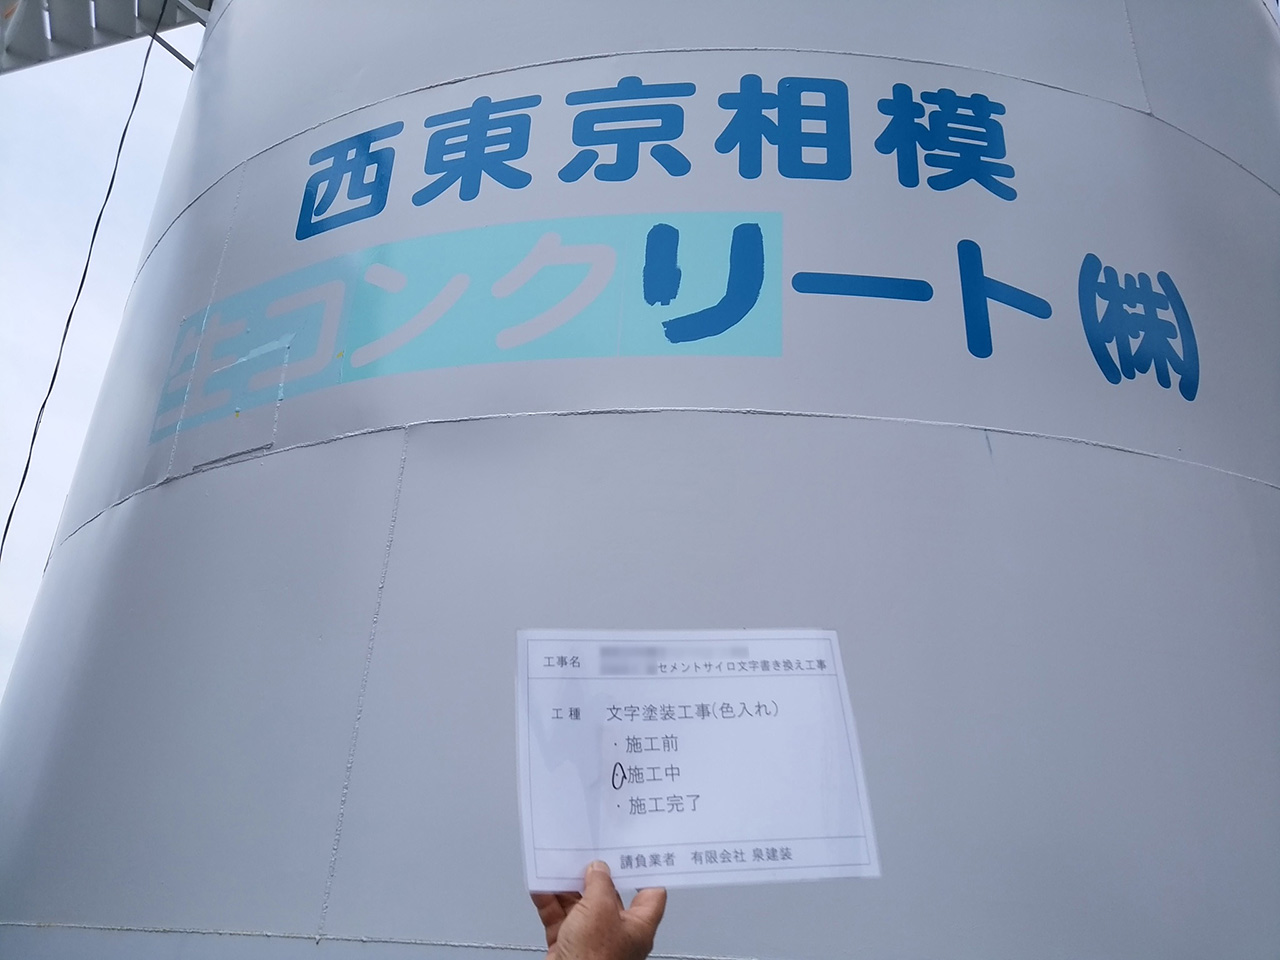 西東京相模
生コンクリート㈱
工事名
セメントサイロ文字書き換え工事
工種 文字塗装工事(色入れ)
・施工前
・施工中
・施工完了
請負業者 有限会社 泉建装